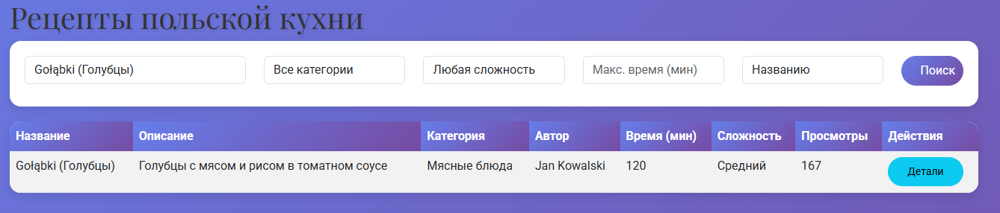 Рецепты польской кухни
Gołąbki (Голубцы) Все категории Любая сложность Макс. время (мин) Названию Поиск
Название Описание Категория Автор Время (мин) Сложность Просмотры Действия
Gołąbki (Голубцы) Голубцы с мясом и рисом в томатном соусе Мясные блюда Jan Kowalski 120 Средний 167 Детали